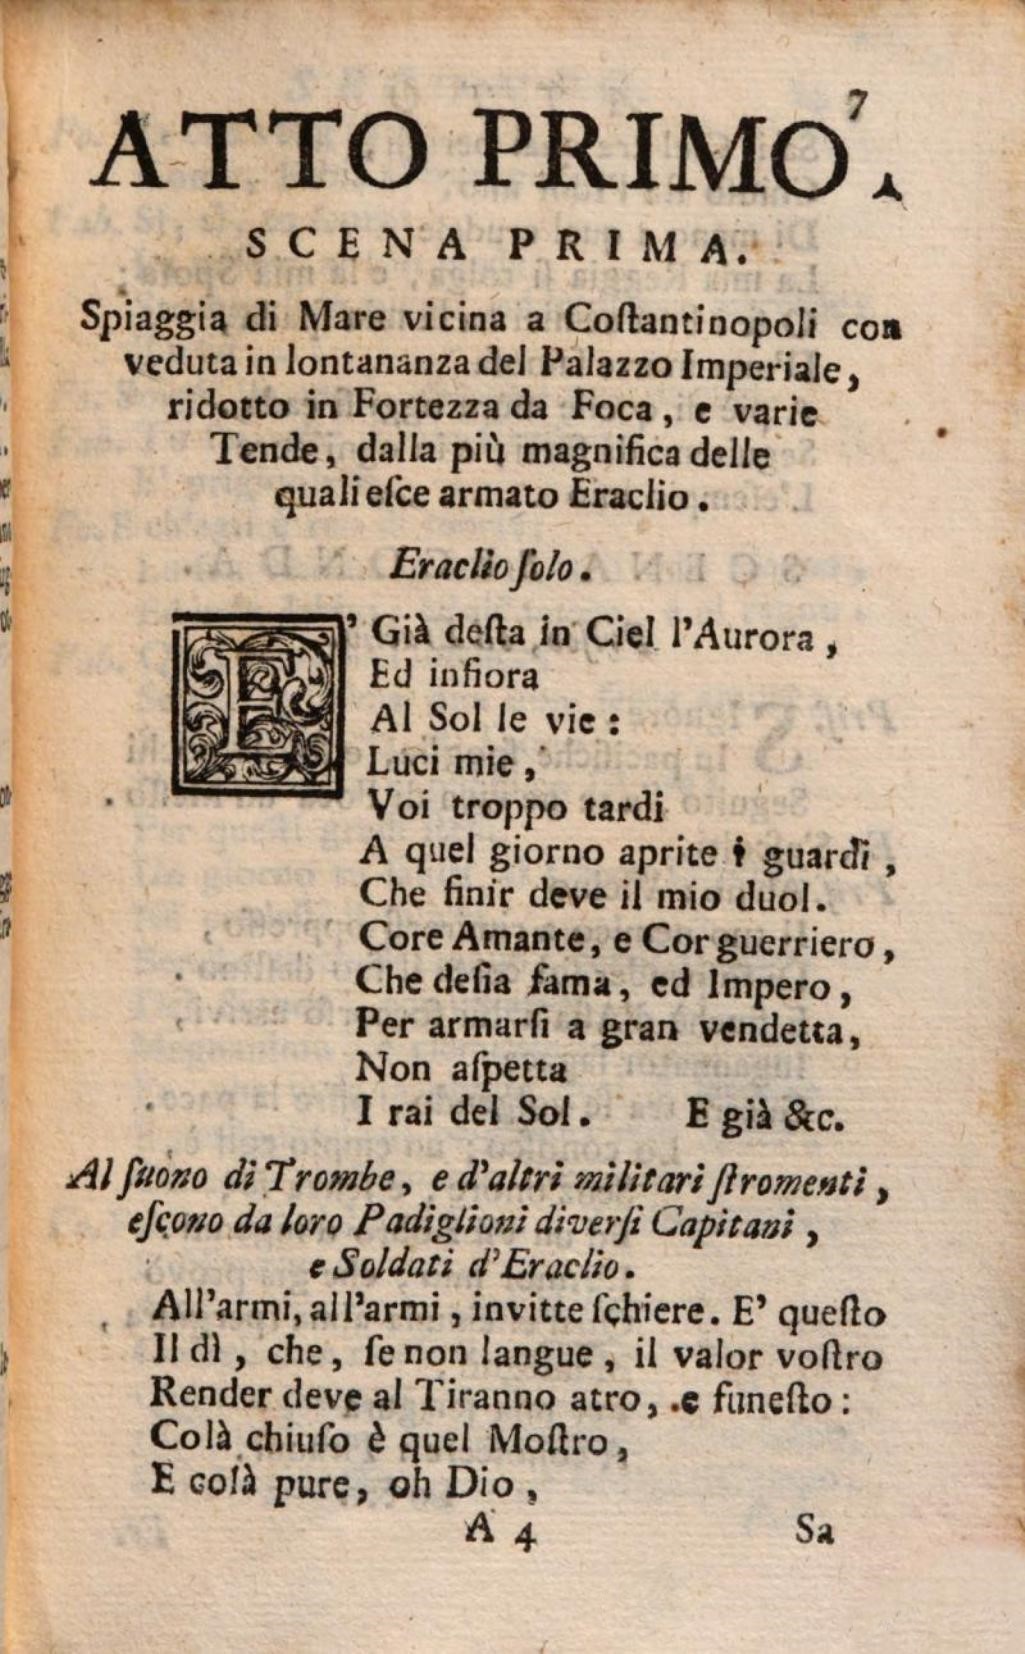 7
ATTO PRIMO.
SCENA PRIMA.
Spiaggia di Mare vicina a Coſtantinopoli con
veduta in lontananza del Palazzo Imperiale,
ridotto in Fortezza da Foca, e varie
Tende, dalla più magnifica delle
quali eſce armato Eraclio.
Eraclio ſolo.
E' Già deſta in Ciel l'Aurora,
Ed infiora
Al Sol le vie:
Luci mie,
Voi troppo tardi
A quel giorno aprite i guardi,
Che finir deve il mio duol.
Core Amante, e Cor guerriero,
Che deſia fama, ed Impero,
Per armarſi a gran vendetta,
Non aſpetta
I rai del Sol. E già &c.
Al ſuono di Trombe, e d'altri militari ſtromenti,
eſcono da loro Padiglioni diverſi Capitani,
e Soldati d'Eraclio.
All'armi, all'armi, invitte ſchiere. E' queſto
Il dì, che, ſe non langue, il valor voſtro
Render deve al Tiranno atro, e funeſto:
Colà chiuſo è quel Moſtro,
E colà pure, oh Dio,
A 4 Sa